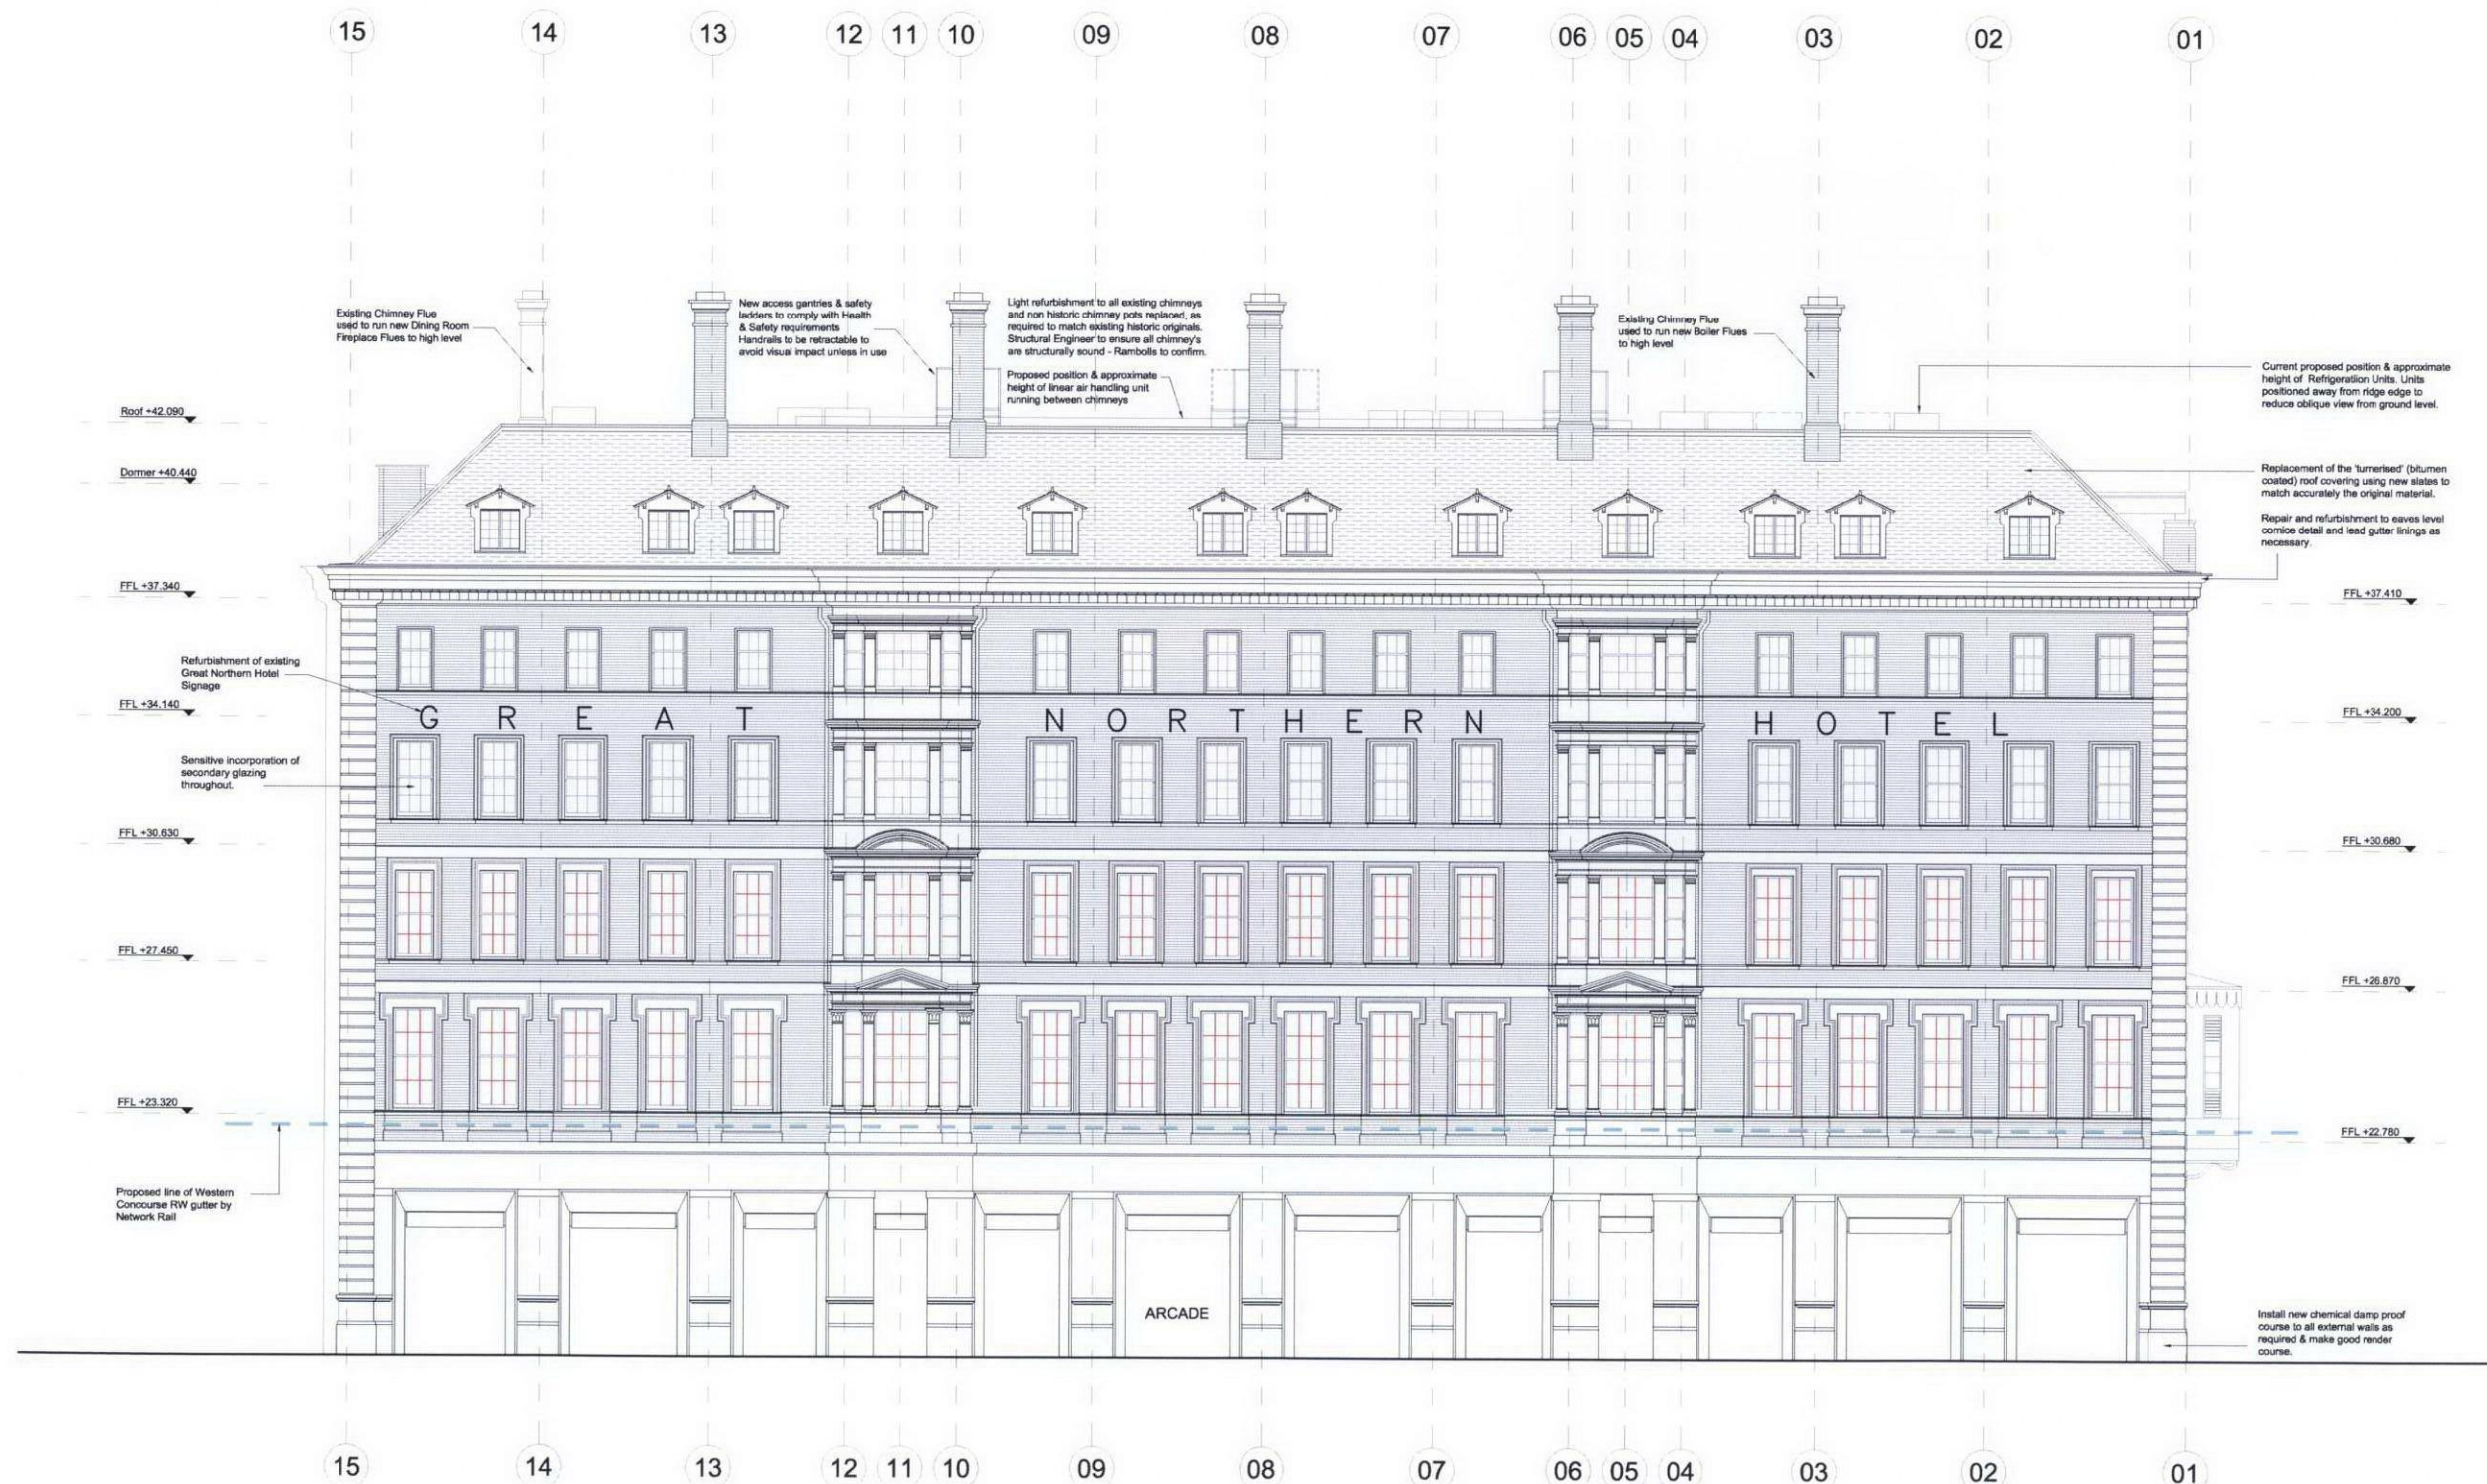 15 14 13 12 11 10 09 08 07 06 05 04 03 02 01
Existing Chimney Flue
used to run new Dining Room
Fireplace Flues to high level
New access gantries & safety
ladders to comply with Health
& Safety requirements
Handrails to be retractable to
avoid visual impact unless in use
Light refurbishment to all existing chimneys
and non historic chimney pots replaced, as
required to match existing historic originals.
Structural Engineer to ensure all chimney's
are structurally sound - Rambolls to confirm.
Proposed position & approximate
height of linear air handling unit
running between chimneys
Existing Chimney Flue
used to run new Boiler Flues
to high level
Current proposed position & approximate
height of Refrigeratiion Units. Units
positioned away from ridge edge to
reduce oblique view from ground level.
Roof +42.090
Dormer +40.440
Replacement of the 'turnerised' (bitumen
coated) roof covering using new slates to
match accurately the original material.
Repair and refurbishment to eaves level
cornice detail and lead gutter linings as
necessary.
FFL +37.340
FFL +37.410
Refurbishment of existing
Great Northern Hotel
Signage
FFL +34.140
FFL +34.200
GREAT NORTHERN HOTEL
Sensitive incorporation of
secondary glazing
throughout.
FFL +30.630
FFL +30.680
FFL +27.450
FFL +26.870
FFL +23.320
FFL +22.780
Proposed line of Western
Concourse RW gutter by
Network Rail
ARCADE
Install new chemical damp proof
course to all external walls as
required & make good render
course.
15 14 13 12 11 10 09 08 07 06 05 04 03 02 01